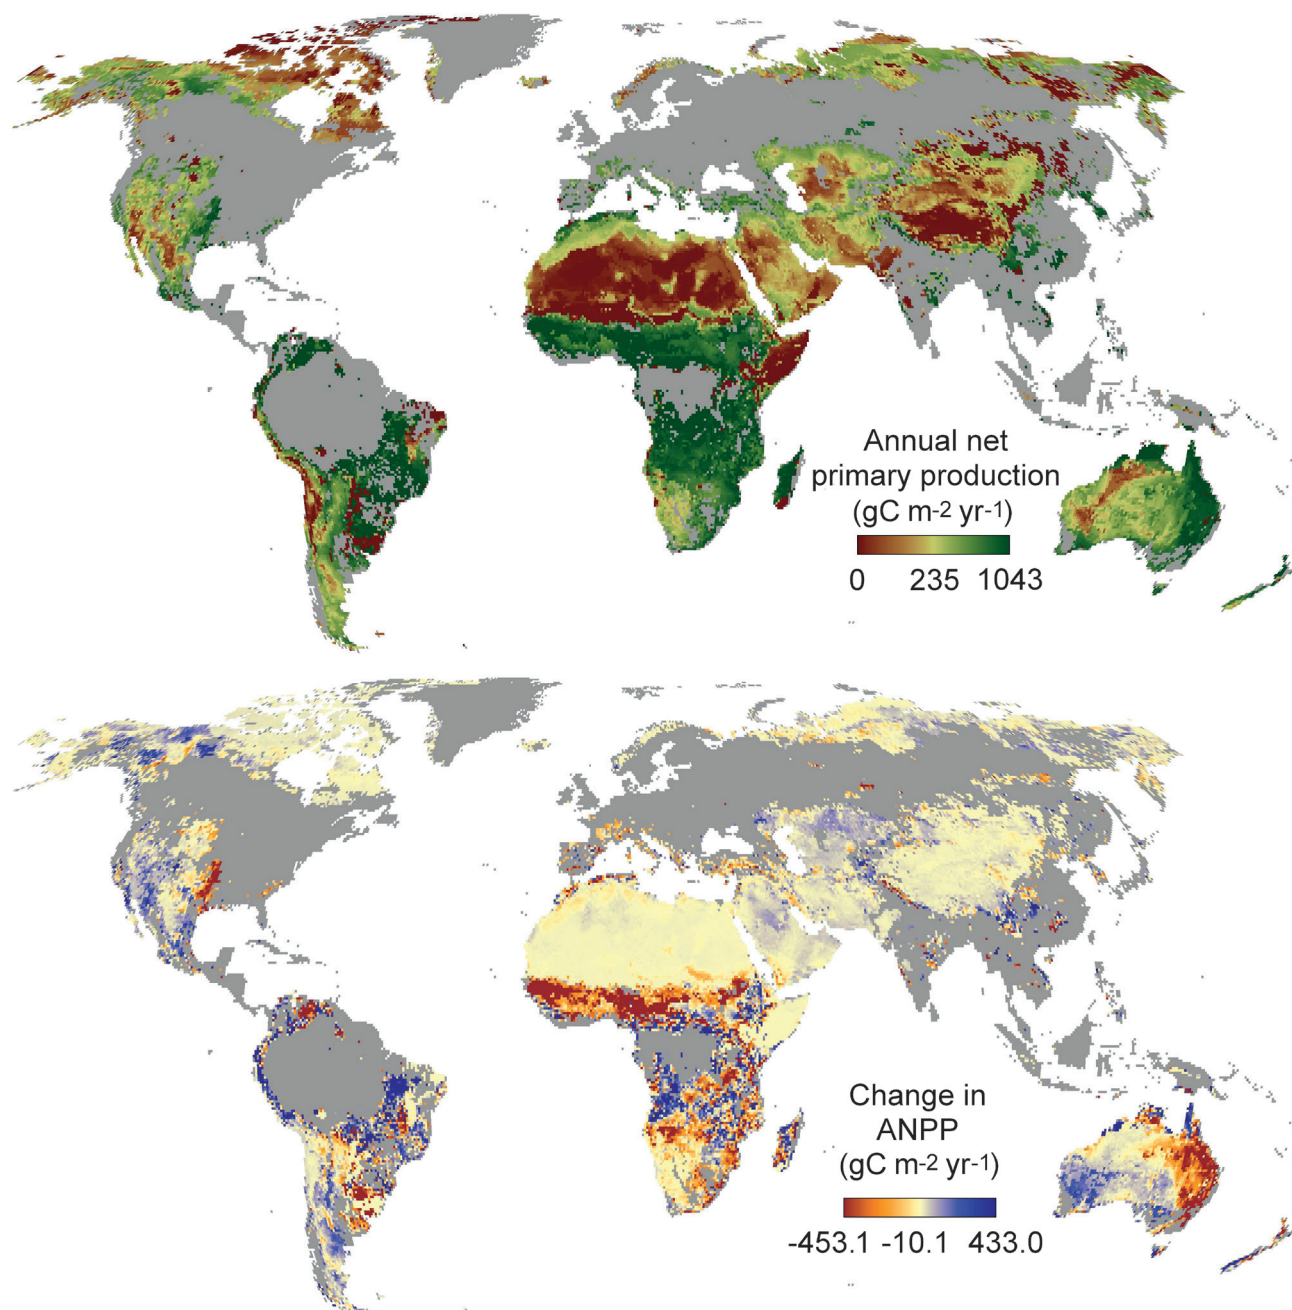 Annual net
primary production
(gC m-2 yr-1)
0 235 1043
Change in
ANPP
(gC m-2 yr-1)
-453.1 -10.1 433.0